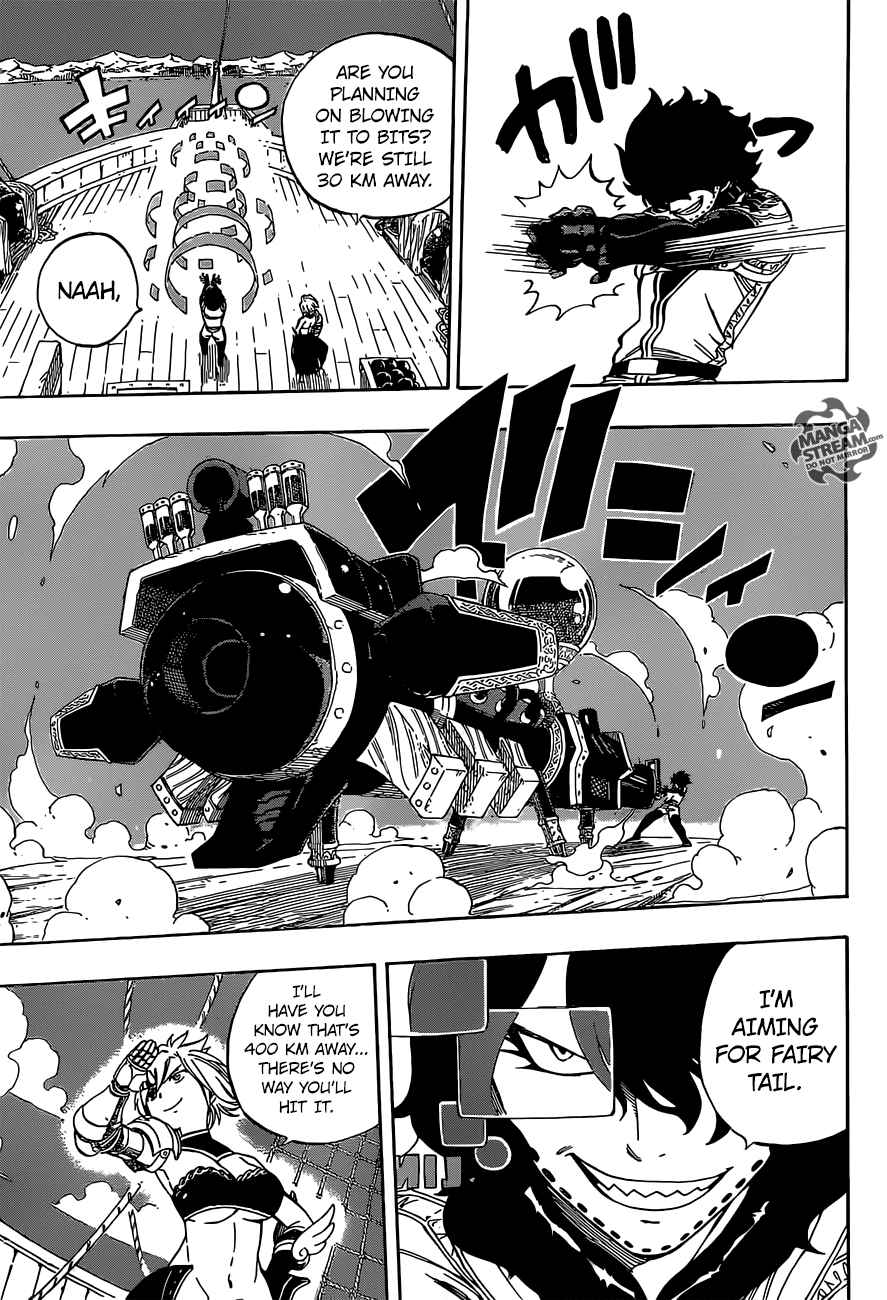 ARE YOU
PLANNING
ON BLOWING
IT TO BITS?
WE'RE STILL
30 KM AWAY.
NAAH,
MANGA
STREAM.com
DO NOT MIRROR
I'M
AIMING
FOR FAIRY
TAIL.
I'LL
HAVE YOU
KNOW THAT'S
400 KM AWAY...
THERE'S NO
WAY YOU'LL
HIT IT.